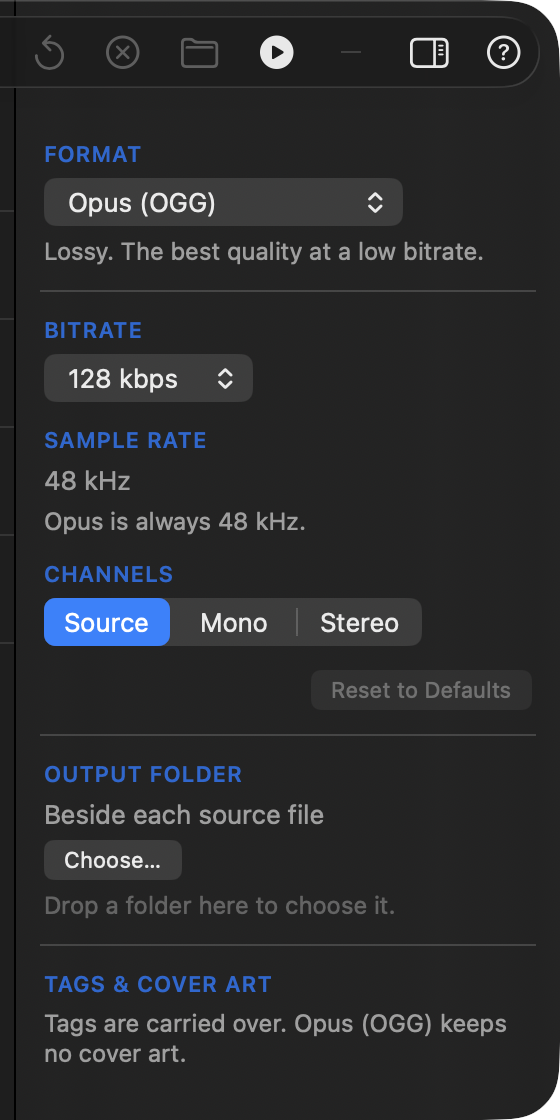 FORMAT
Opus (OGG)
Lossy. The best quality at a low bitrate.
BITRATE
128 kbps
SAMPLE RATE
48 kHz
Opus is always 48 kHz.
CHANNELS
Source Mono Stereo
Reset to Defaults
OUTPUT FOLDER
Beside each source file
Choose...
Drop a folder here to choose it.
TAGS & COVER ART
Tags are carried over. Opus (OGG) keeps
no cover art.